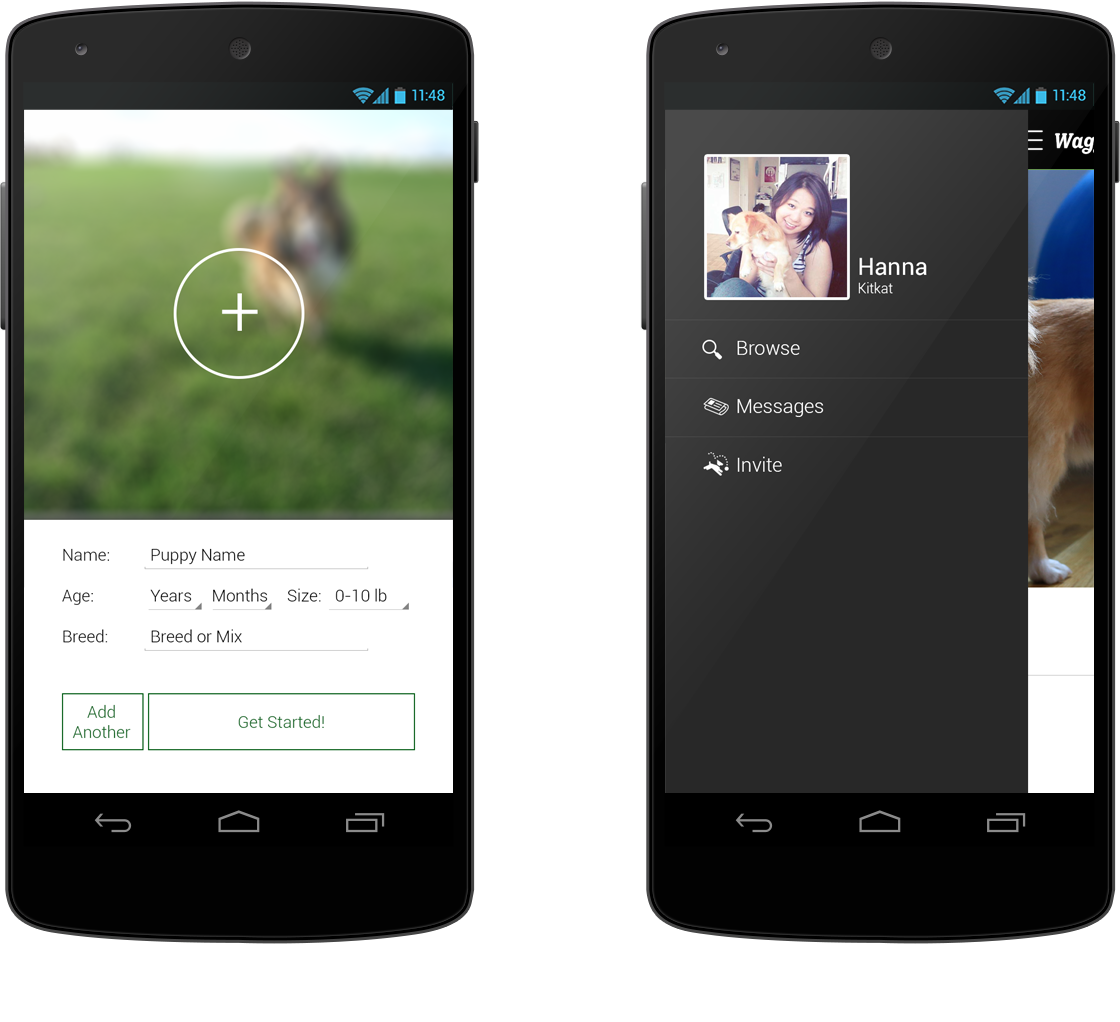 11:48
Name: Puppy Name
Age: Years Months Size: 0-10 lb
Breed: Breed or Mix
Add
Another
Get Started!
11:48
Wag
Hanna
Kitkat
Browse
Messages
Invite